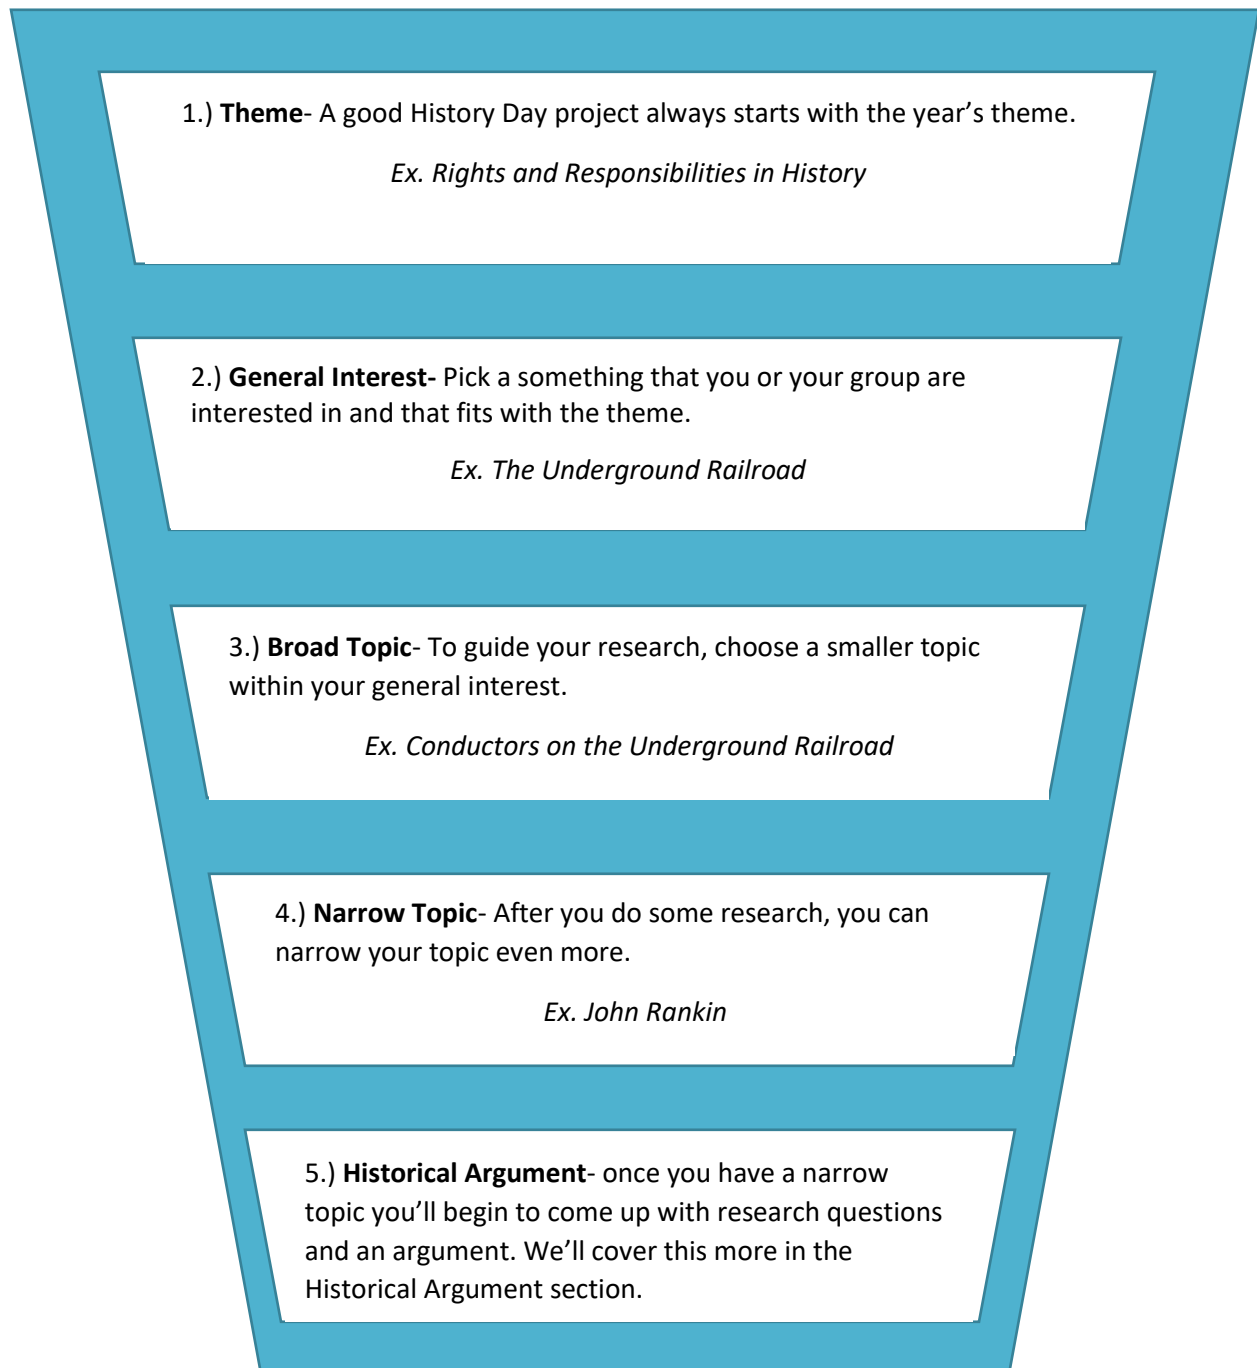 1.) Theme- A good History Day project always starts with the year’s theme.
Ex. Rights and Responsibilities in History
2.) General Interest- Pick a something that you or your group are
interested in and that fits with the theme.
Ex. The Underground Railroad
3.) Broad Topic- To guide your research, choose a smaller topic
within your general interest.
Ex. Conductors on the Underground Railroad
4.) Narrow Topic- After you do some research, you can
narrow your topic even more.
Ex. John Rankin
5.) Historical Argument- once you have a narrow
topic you’ll begin to come up with research questions
and an argument. We’ll cover this more in the
Historical Argument section.